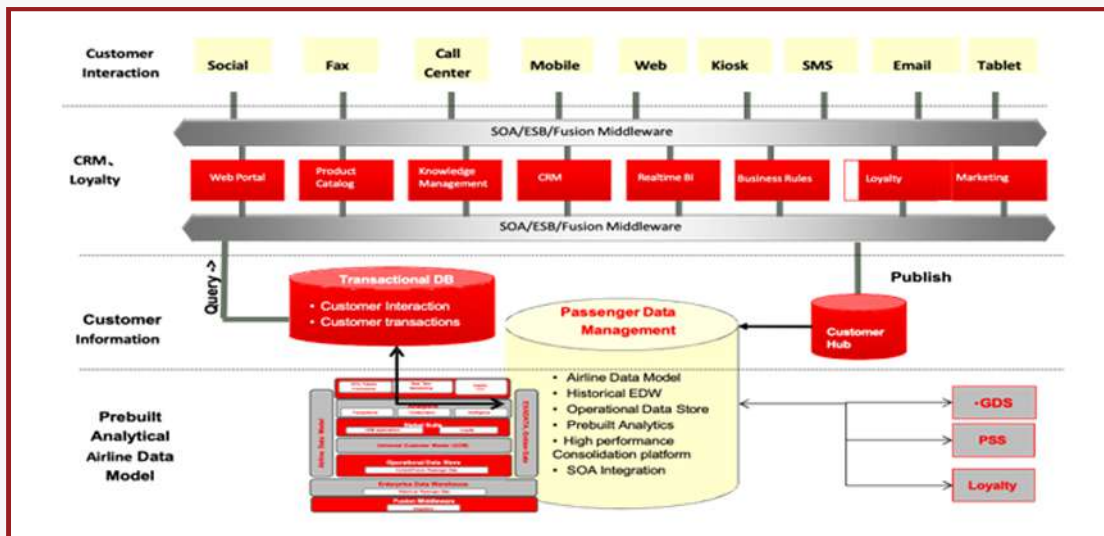 Customer
Interaction
Social
Fax
Call
Center
Mobile
Web
Kiosk
SMS
Email
Tablet
SOA/ESB/Fusion Middleware
CRM、
Loyalty
Web Portal
Product
Catalog
Knowledge
Management
CRM
Realtime BI
Business Rules
Loyalty
Marketing
SOA/ESB/Fusion Middleware
Query ->
Transactional DB
• Customer Interaction
• Customer transactions
Publish
Customer
Information
Passenger Data
Management
Customer
Hub
Prebuilt
Analytical
Airline Data
Model
• Airline Data Model
• Historical EDW
• Operational Data Store
• Prebuilt Analytics
• High performance
Consolidation platform
• SOA Integration
Airline Data Model
Operational Data Store
Enterprise Data Warehouse
Fusion Middleware
•GDS
PSS
Loyalty